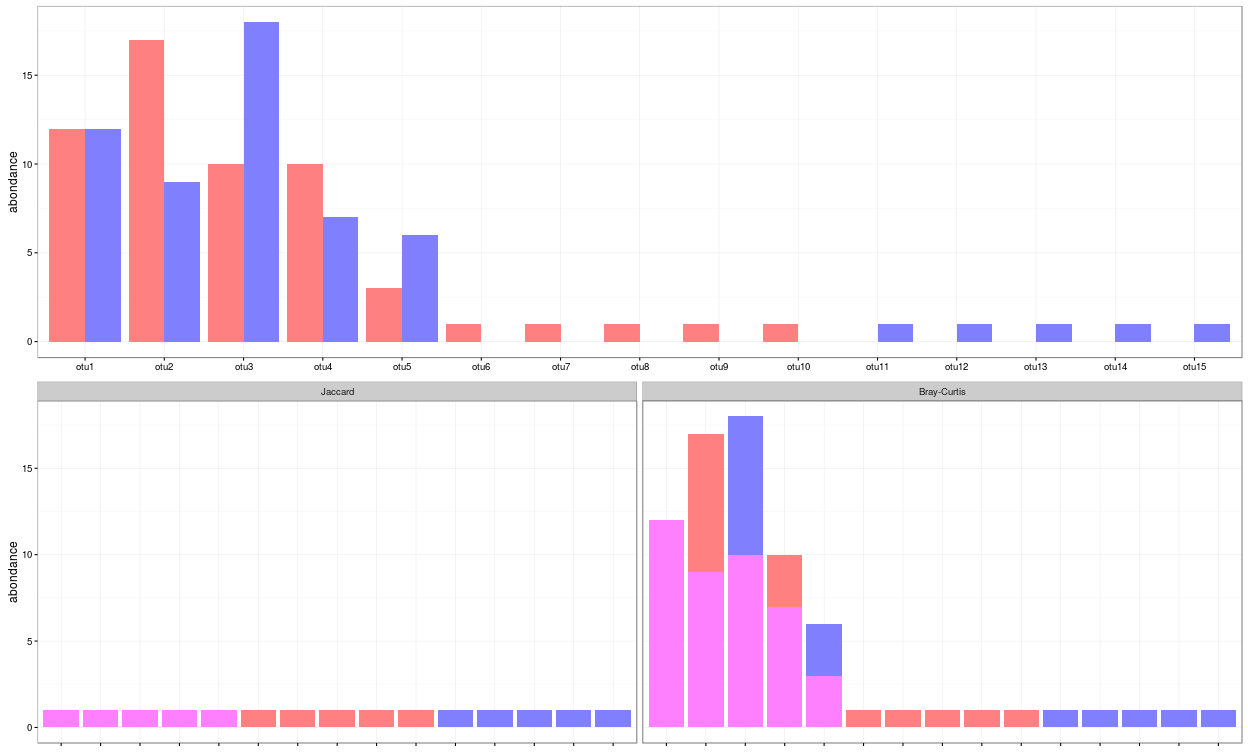 abondance
15
10
5
0
otu1 otu2 otu3 otu4 otu5 otu6 otu7 otu8 otu9 otu10 otu11 otu12 otu13 otu14 otu15
Jaccard Bray-Curtis
abondance
15
10
5
0